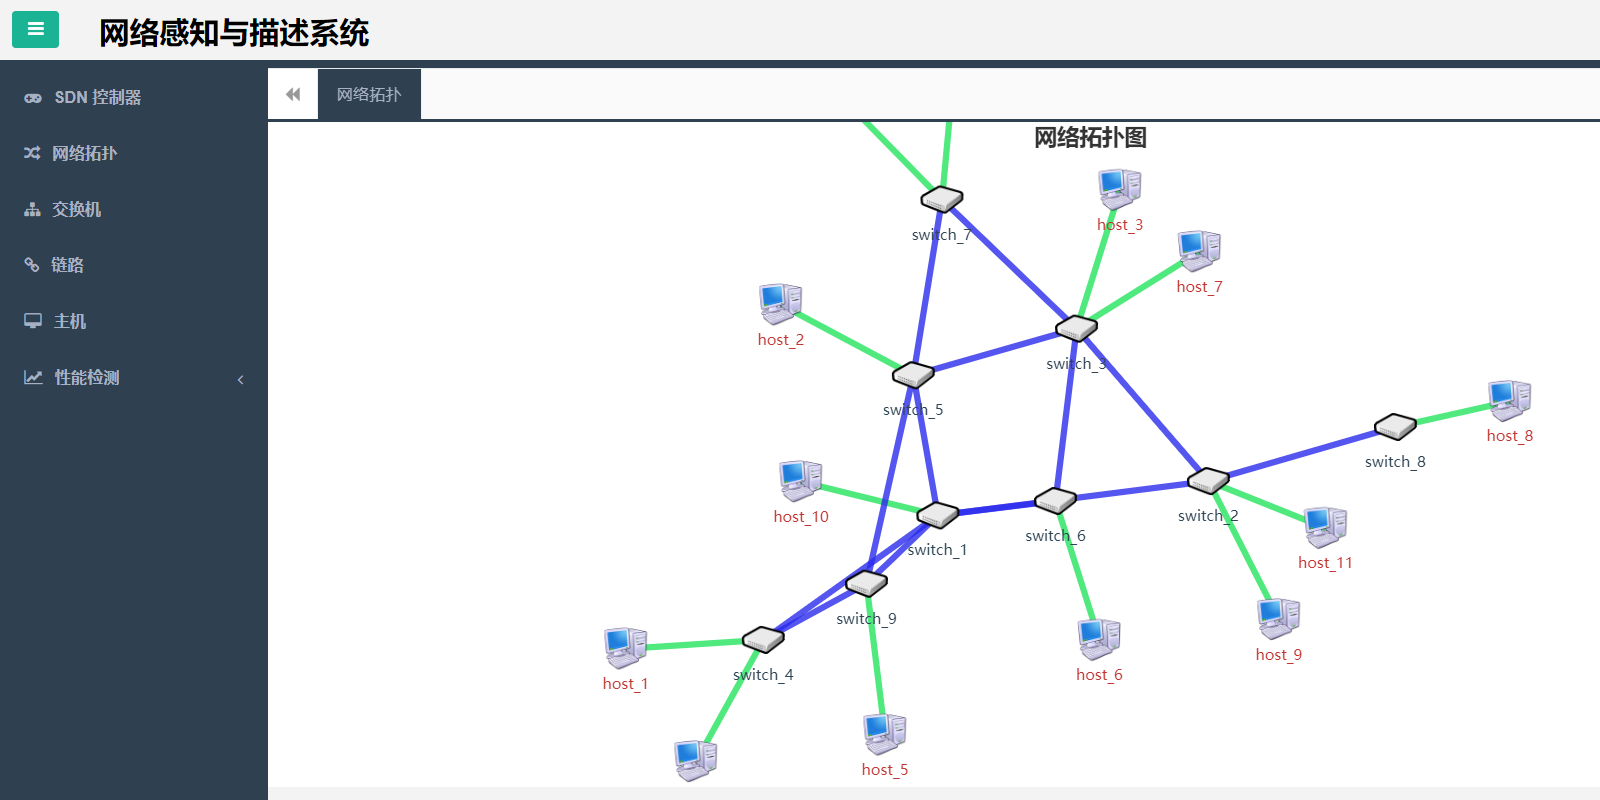 网络感知与描述系统
SDN 控制器
网络拓扑
交换机
链路
主机
性能检测
网络拓扑
网络拓扑图
host_3
switch_7
host_7
host_2
switch_3
switch_5
host_8
switch_8
host_10
switch_2
switch_6
switch_1
host_11
switch_9
host_9
switch_4
host_6
host_1
host_5